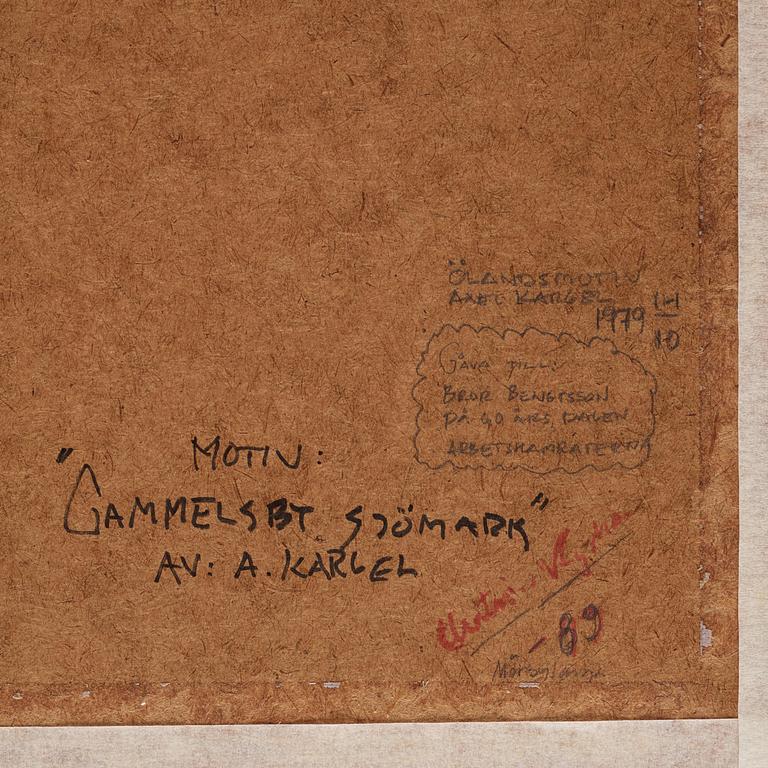 "ÖLANDSMOTIV
AXEL KARGEL
1979 14/10
GÅVA TILL:
BROR BENGTSSON
PÅ 40 ÅRS DAGEN
ARBETSKAMRATERNA
MOTIV:
"GAMMELSBY SJÖMARK"
AV: A. KARGEL
-89
Mörbylånga